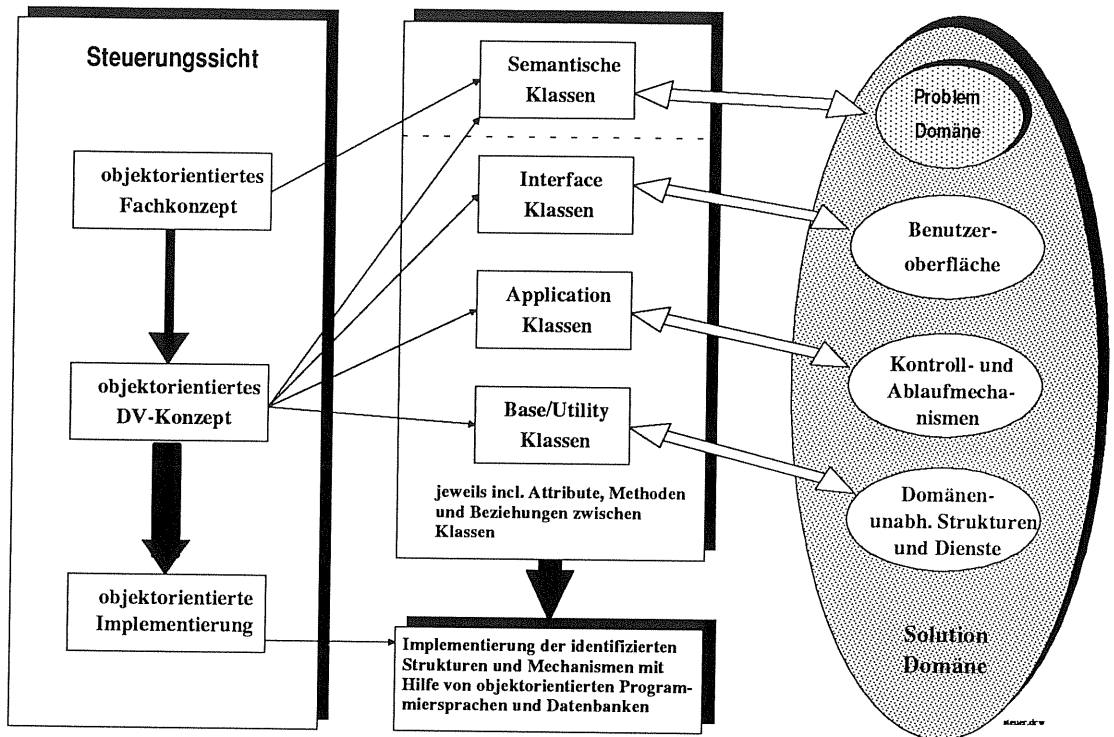 Steuerungssicht
objektorientiertes
Fachkonzept
objektorientiertes
DV-Konzept
objektorientierte
Implementierung
Semantische
Klassen
Interface
Klassen
Application
Klassen
Base/Utility
Klassen
jeweils incl. Attribute, Methoden
und Beziehungen zwischen
Klassen
Implementierung der identifizierten
Strukturen und Mechanismen mit
Hilfe von objektorientierten Program-
miersprachen und Datenbanken
Problem
Domäne
Benutzer-
oberfläche
Kontroll- und
Ablaufmecha-
nismen
Domänen-
unabh. Strukturen
und Dienste
Solution
Domäne
steuer.drw